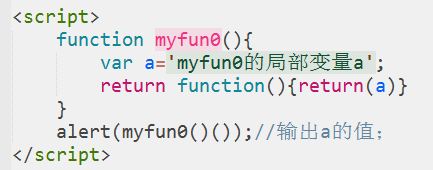 <script>
function myfun0(){
var a='myfun0的局部变量a';
return function(){return(a)}
}
alert(myfun0()());//输出a的值;
</script>